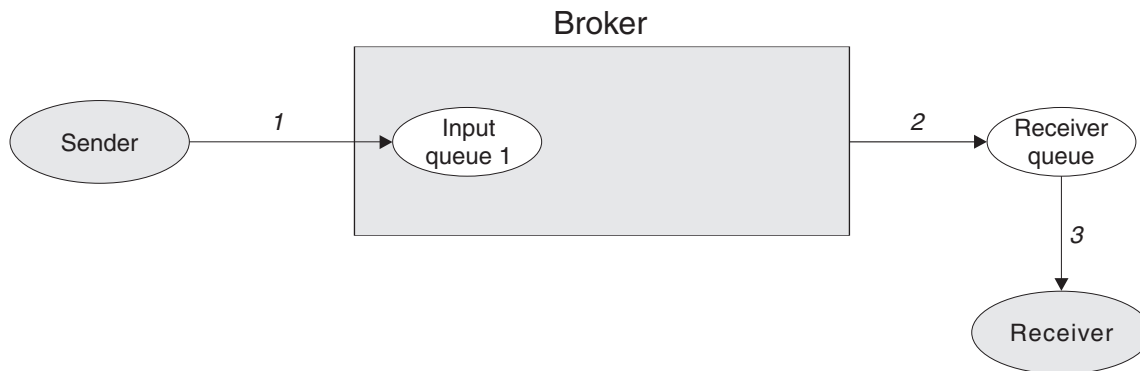 Broker
Sender
1
Input
queue 1
2
Receiver
queue
3
Receiver